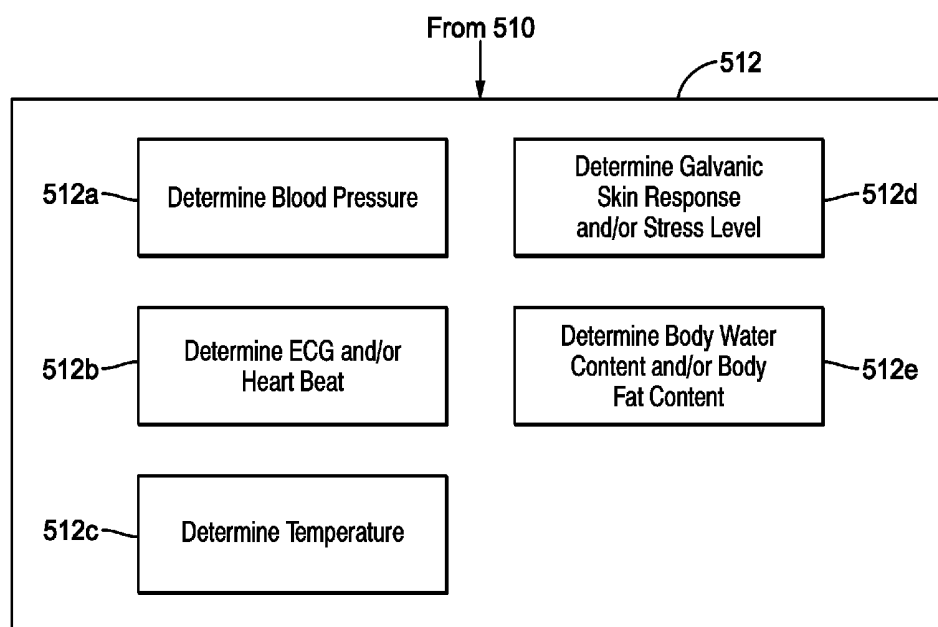 From 510
512
512a
Determine Blood Pressure
Determine Galvanic
Skin Response
and/or Stress Level
512d
512b
Determine ECG and/or
Heart Beat
Determine Body Water
Content and/or Body
Fat Content
512e
512c
Determine Temperature